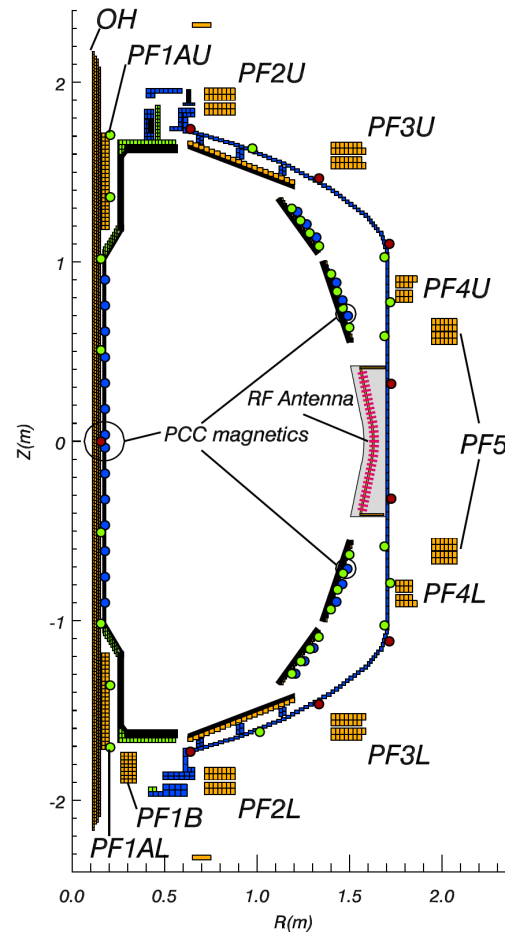 OH
PF1AU
PF2U
2
PF3U
1
PF4U
RF Antenna
Z(m)
0
PCC magnetics
PF5
PF4L
-1
PF3L
-2
PF1B
PF2L
PF1AL
0.0
0.5
1.0
1.5
2.0
R(m)